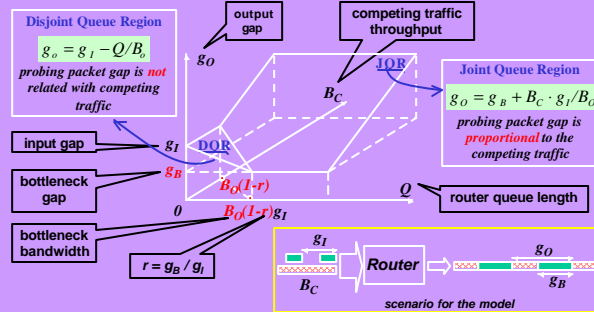 Disjoint Queue Region
g_o = g_I − Q/B_o
probing packet gap is not
related with competing
traffic
output
gap
g_O
competing traffic
throughput
B_C
JQR
Joint Queue Region
g_O = g_B + B_C · g_I/B_O
probing packet gap is
proportional to the
competing traffic
input gap
g_I
DQR
bottleneck
gap
g_B
B_O(1-r)
Q
router queue length
0
B_O(1-r)g_I
bottleneck
bandwidth
r = g_B / g_I
g_I
B_C
Router
g_O
g_B
scenario for the model